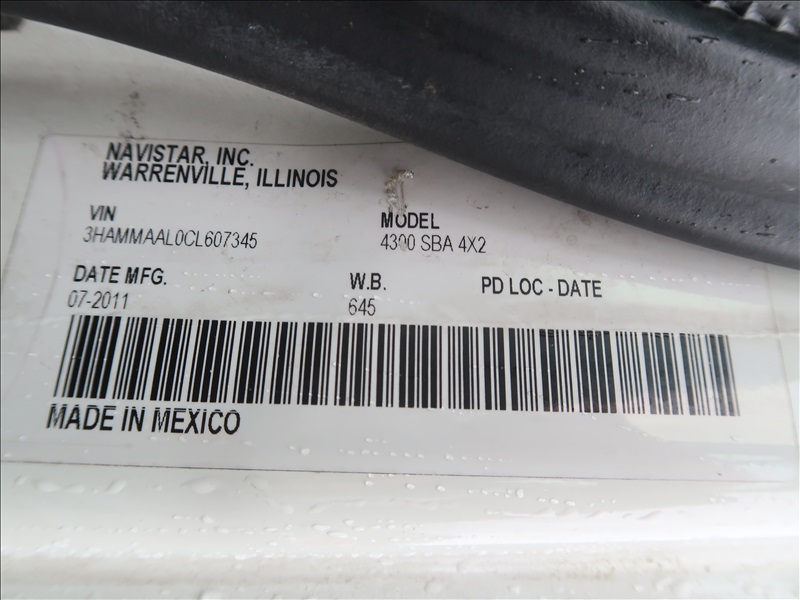 NAVISTAR, INC.
WARRENVILLE, ILLINOIS
VIN MODEL
3HAMMAAL0CL607345 4300 SBA 4X2
DATE MFG. W.B. PD LOC - DATE
07-2011 645
MADE IN MEXICO